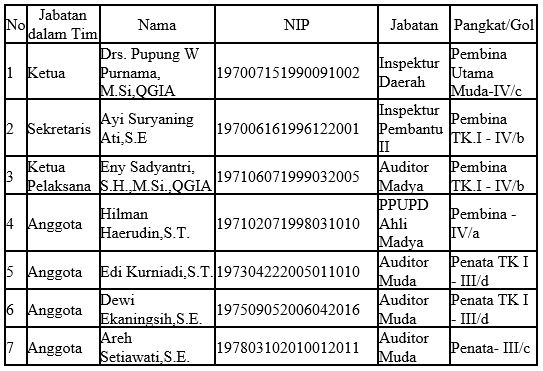 No Jabatan dalam Tim Nama NIP Jabatan Pangkat/Gol
1 Ketua Drs. Pupung W Purnama, M.Si,QGIA 197007151990091002 Inspektur Daerah Pembina Utama Muda-IV/c
2 Sekretaris Ayi Suryaning Ati,S.E 197006161996122001 Inspektur Pembantu II Pembina TK.I - IV/b
3 Ketua Pelaksana Eny Sadyantri, S.H.,M.Si.,QGIA 197106071999032005 Auditor Madya Pembina TK.I - IV/b
4 Anggota Hilman Haerudin,S.T. 197102071998031010 PPUPD Ahli Madya Pembina - IV/a
5 Anggota Edi Kurniadi,S.T. 197304222005011010 Auditor Muda Penata TK I - III/d
6 Anggota Dewi Ekaningsih,S.E. 197509052006042016 Auditor Muda Penata TK I - III/d
7 Anggota Areh Setiawati,S.E. 197803102010012011 Auditor Muda Penata- III/c